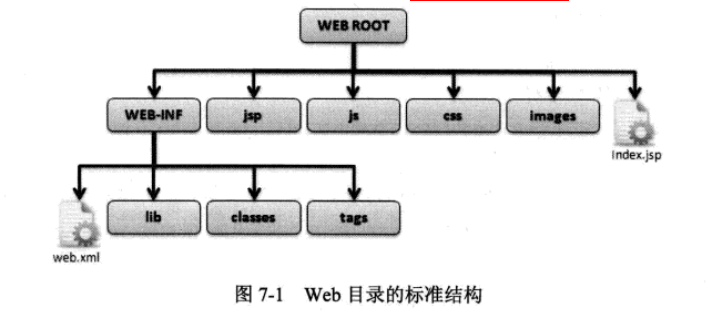 WEB ROOT
WEB-INF
jsp
js
css
images
Index.jsp
lib
classes
tags
web.xml
图 7-1 Web 目录的标准结构